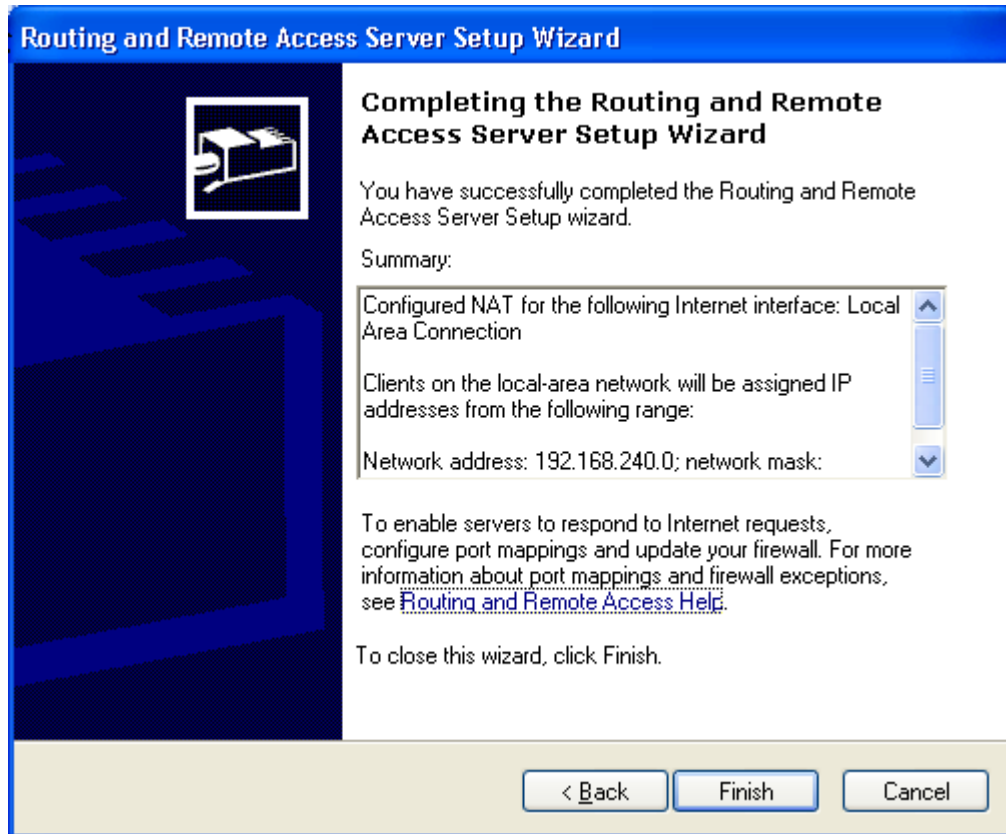 Routing and Remote Access Server Setup Wizard
Completing the Routing and Remote
Access Server Setup Wizard
You have successfully completed the Routing and Remote
Access Server Setup wizard.
Summary:
Configured NAT for the following Internet interface: Local
Area Connection
Clients on the local-area network will be assigned IP
addresses from the following range:
Network address: 192.168.240.0; network mask:
To enable servers to respond to Internet requests,
configure port mappings and update your firewall. For more
information about port mappings and firewall exceptions,
see Routing and Remote Access Help.
To close this wizard, click Finish.
< Back
Finish
Cancel